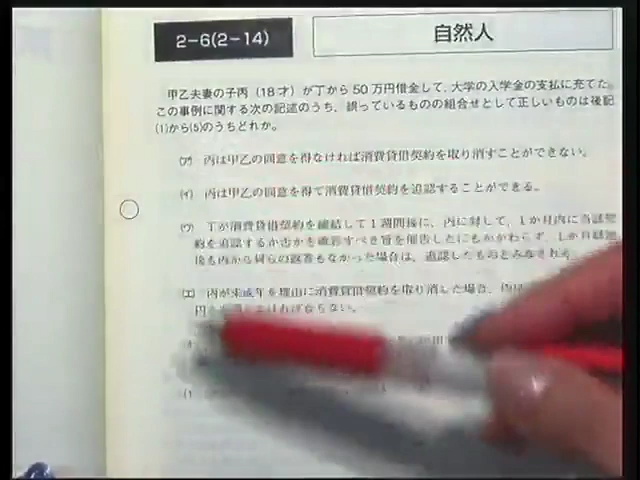 2-6(2-14)
自然人
甲乙夫妻の子丙(18才)が丁から50万円借金して、大学の入学金の支払に充てた。
この事例に関する次の記述のうち、誤っているものの組合せとして正しいものは後記
(1)から(5)のうちどれか。
(ア) 丙は甲乙の同意を得なければ消費貸借契約を取り消すことができない。
(イ) 丙は甲乙の同意を得て消費貸借契約を追認することができる。
(ウ) 丁が消費貸借契約を締結して1週間後に、丙に対して、1か月内に当該契
約を追認するか否かを確答すべき旨を催告したにもかかわらず、1か月経過
後も丙から何らの返答もなかった場合は、追認したものとみなされ
(エ) 丙が未成年を理由に消費貸借契約を取り消した場合、丙は
円
ればならない。